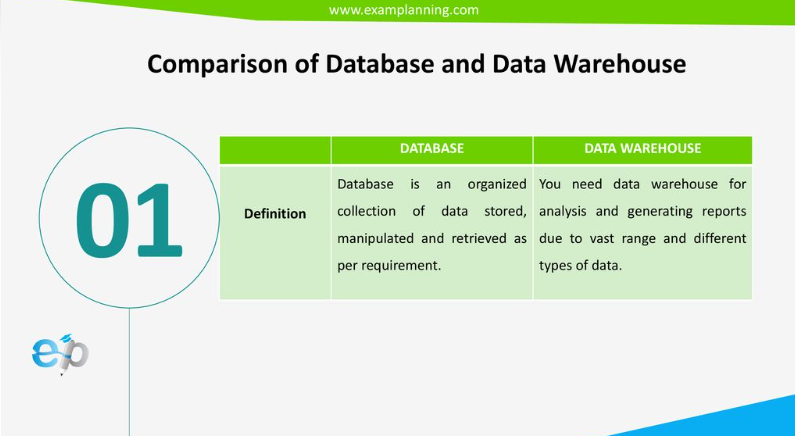 www.examplanning.com
Comparison of Database and Data Warehouse
01
DATABASE
DATA WAREHOUSE
Definition
Database is an organized
collection of data stored,
manipulated and retrieved as
per requirement.
You need data warehouse for
analysis and generating reports
due to vast range and different
types of data.
ep